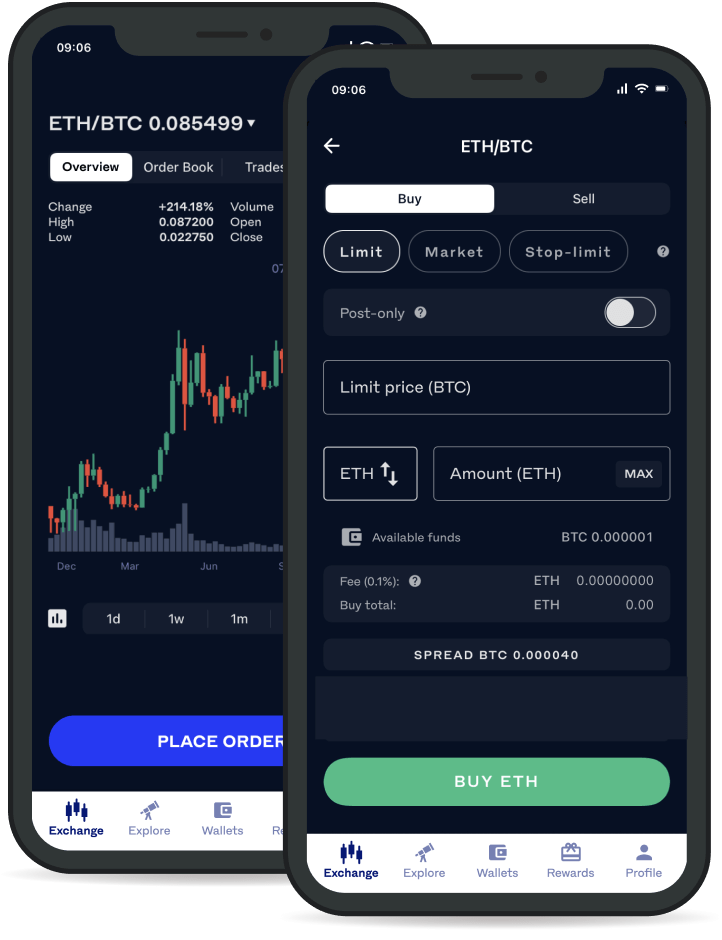 09:06
ETH/BTC 0.085499
Overview Order Book Trades
Change +214.18% Volume
High 0.087200 Open
Low 0.022750 Close
07
Dec Mar Jun S
1d 1w 1m
PLACE ORDER
Exchange Explore Wallets Re
09:06
ETH/BTC
Buy Sell
Limit Market Stop-limit ?
Post-only ?
Limit price (BTC)
ETH Amount (ETH) MAX
Available funds BTC 0.000001
Fee (0.1%): ? ETH 0.00000000
Buy total: ETH 0.00
SPREAD BTC 0.000040
BUY ETH
Exchange Explore Wallets Rewards Profile